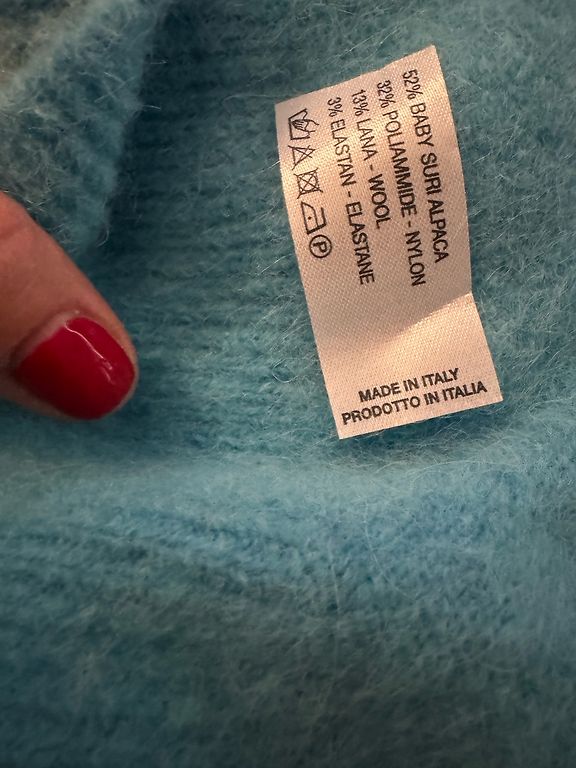 52% BABY SURI ALPACA
32% POLIAMMIDE - NYLON
13% LANA - WOOL
3% ELASTAN - ELASTANE
P
MADE IN ITALY
PRODOTTO IN ITALIA